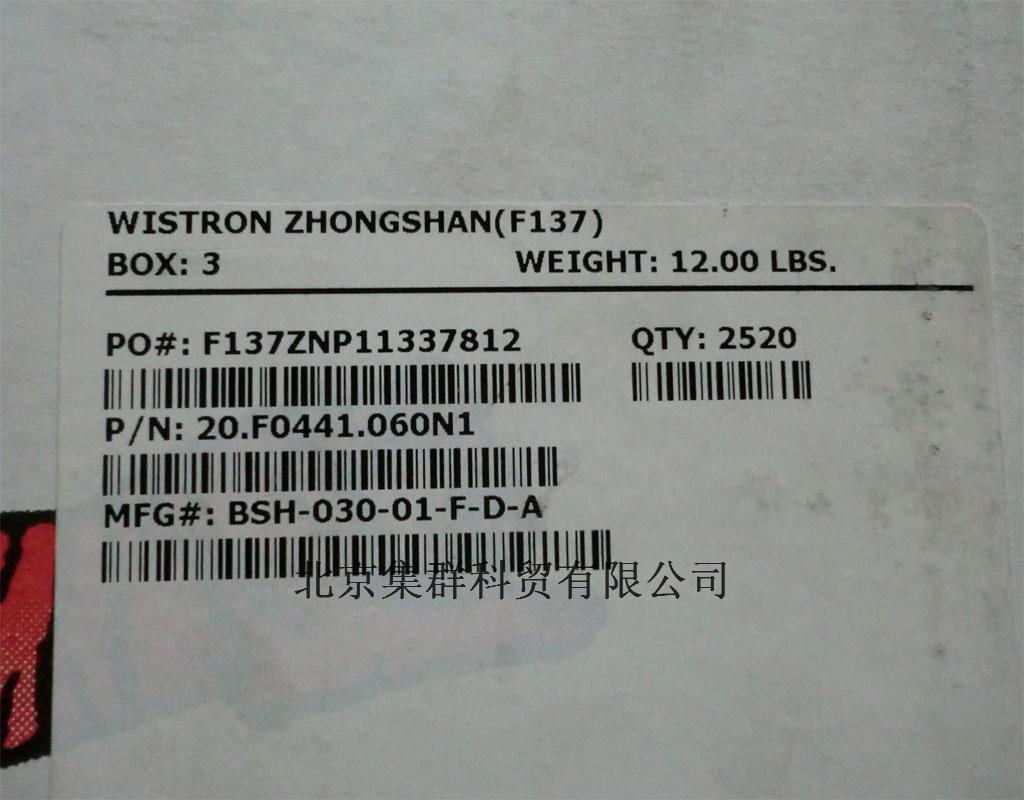 WISTRON ZHONGSHAN(F137)
BOX: 3 WEIGHT: 12.00 LBS.
PO#: F137ZNP11337812 QTY: 2520
P/N: 20.F0441.060N1
MFG#: BSH-030-01-F-D-A
北京集群科贸有限公司